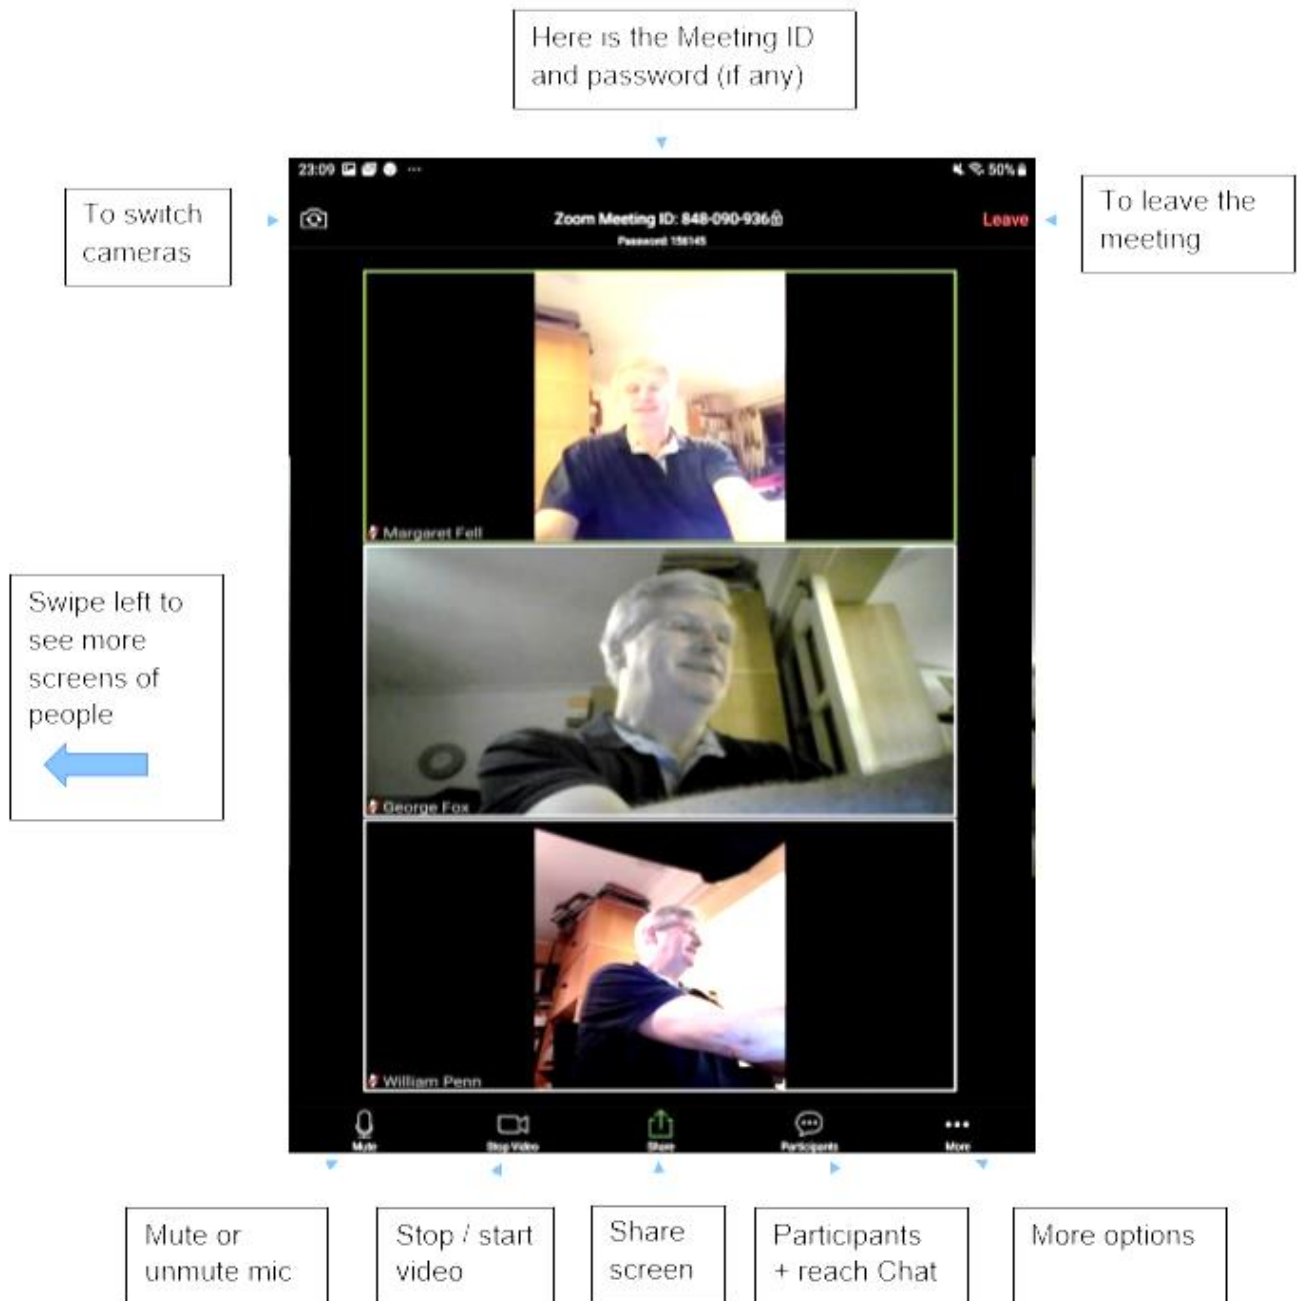 Here is the Meeting ID
and password (if any)
23:09
50%
To switch
cameras
Zoom Meeting ID: 848-090-936
Password: 156145
Leave
To leave the
meeting
Margaret Fell
Swipe left to
see more
screens of
people
George Fox
William Penn
Mute
Stop Video
Share
Participants
More
Mute or
unmute mic
Stop / start
video
Share
screen
Participants
+ reach Chat
More options